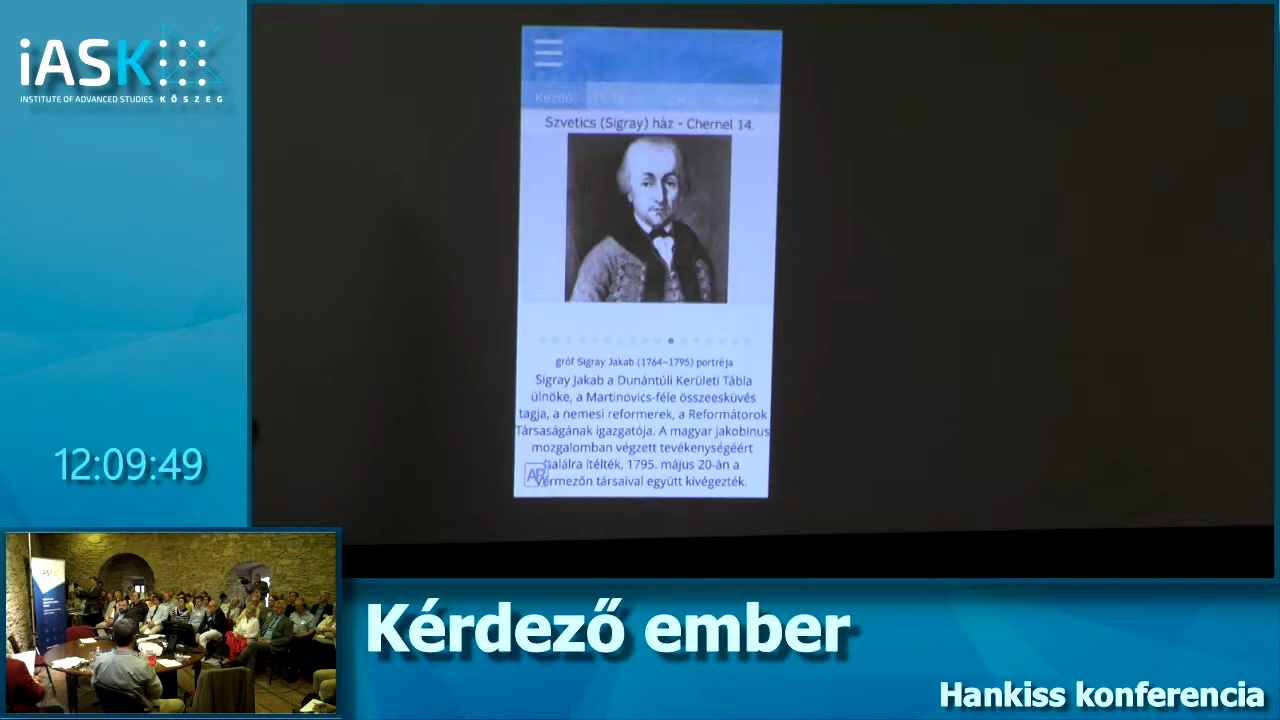 iASK
INSTITUTE OF ADVANCED STUDIES KŐSZEG
Kezdő
Szvetics (Sigray) ház - Chernel 14.
gróf Sigray Jakab (1764–1795) portréja
Sigray Jakab a Dunántúli Kerületi Tábla
ülnöke, a Martinovics-féle összeesküvés
tagja, a nemesi reformerek, a Reformátorok
Társaságának igazgatója. A magyar jakobinus
mozgalomban végzett tevékenységéért
halálra ítélték, 1795. május 20-án a
Vérmezőn társaival együtt kivégezték.
AR
12:09:49
Kérdező ember
Hankiss konferencia